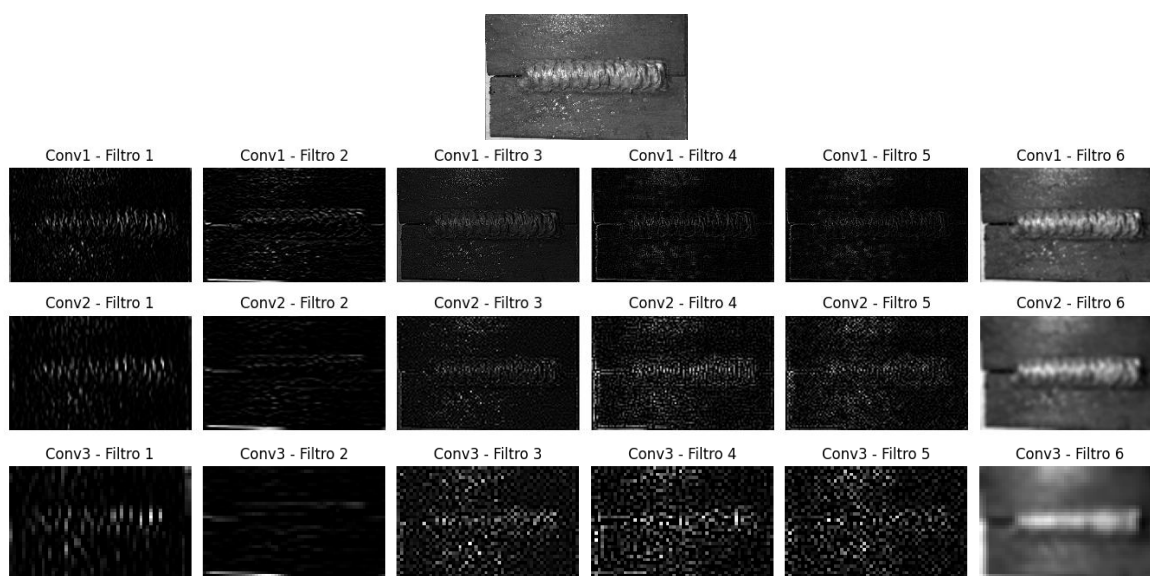 Conv1 - Filtro 1 Conv1 - Filtro 2 Conv1 - Filtro 3 Conv1 - Filtro 4 Conv1 - Filtro 5 Conv1 - Filtro 6
Conv2 - Filtro 1 Conv2 - Filtro 2 Conv2 - Filtro 3 Conv2 - Filtro 4 Conv2 - Filtro 5 Conv2 - Filtro 6
Conv3 - Filtro 1 Conv3 - Filtro 2 Conv3 - Filtro 3 Conv3 - Filtro 4 Conv3 - Filtro 5 Conv3 - Filtro 6